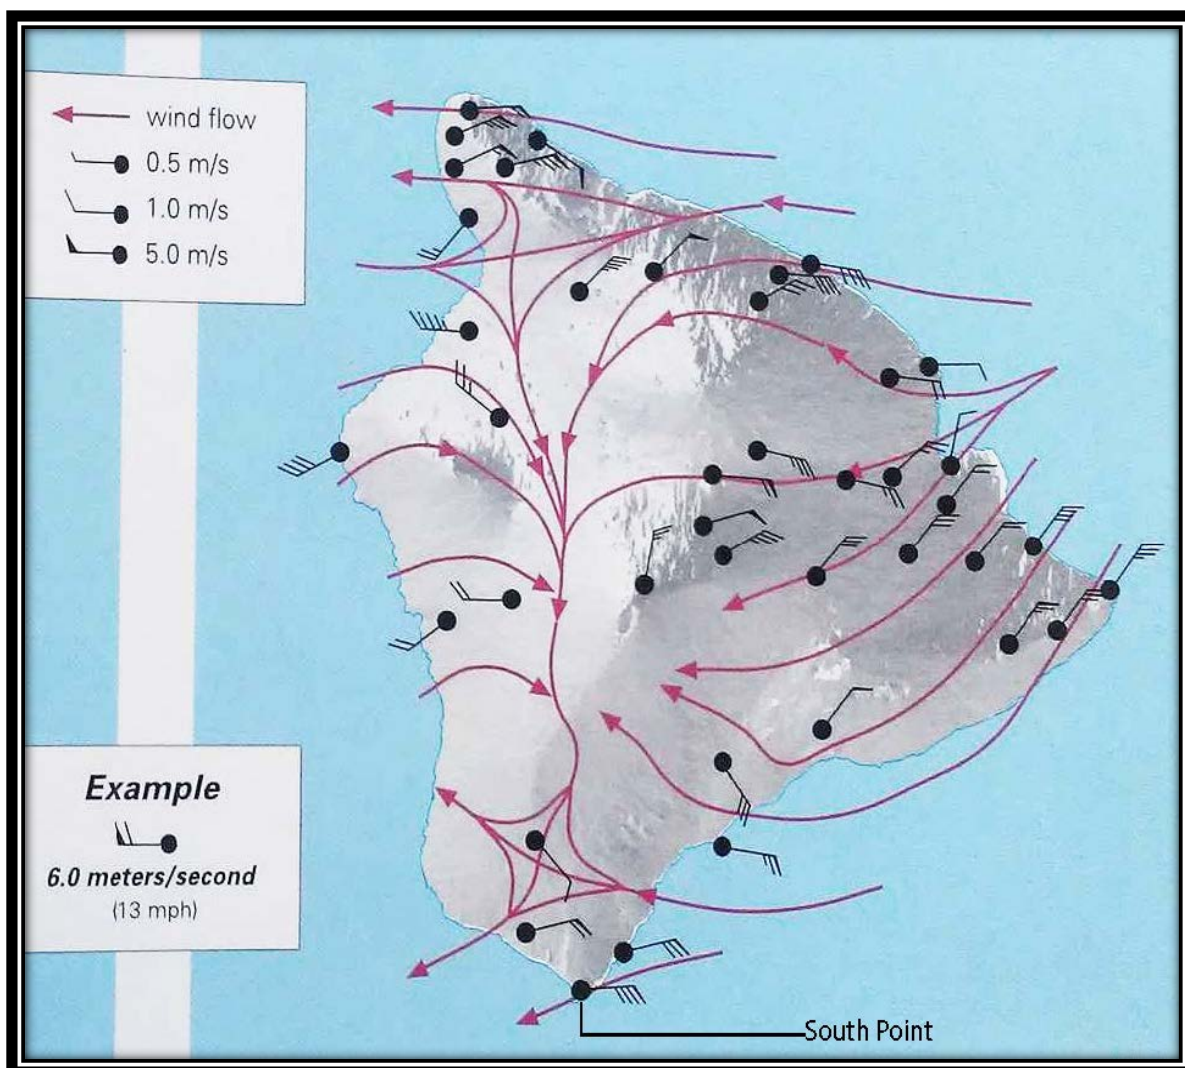 wind flow
0.5 m/s
1.0 m/s
5.0 m/s
Example
6.0 meters/second
(13 mph)
South Point